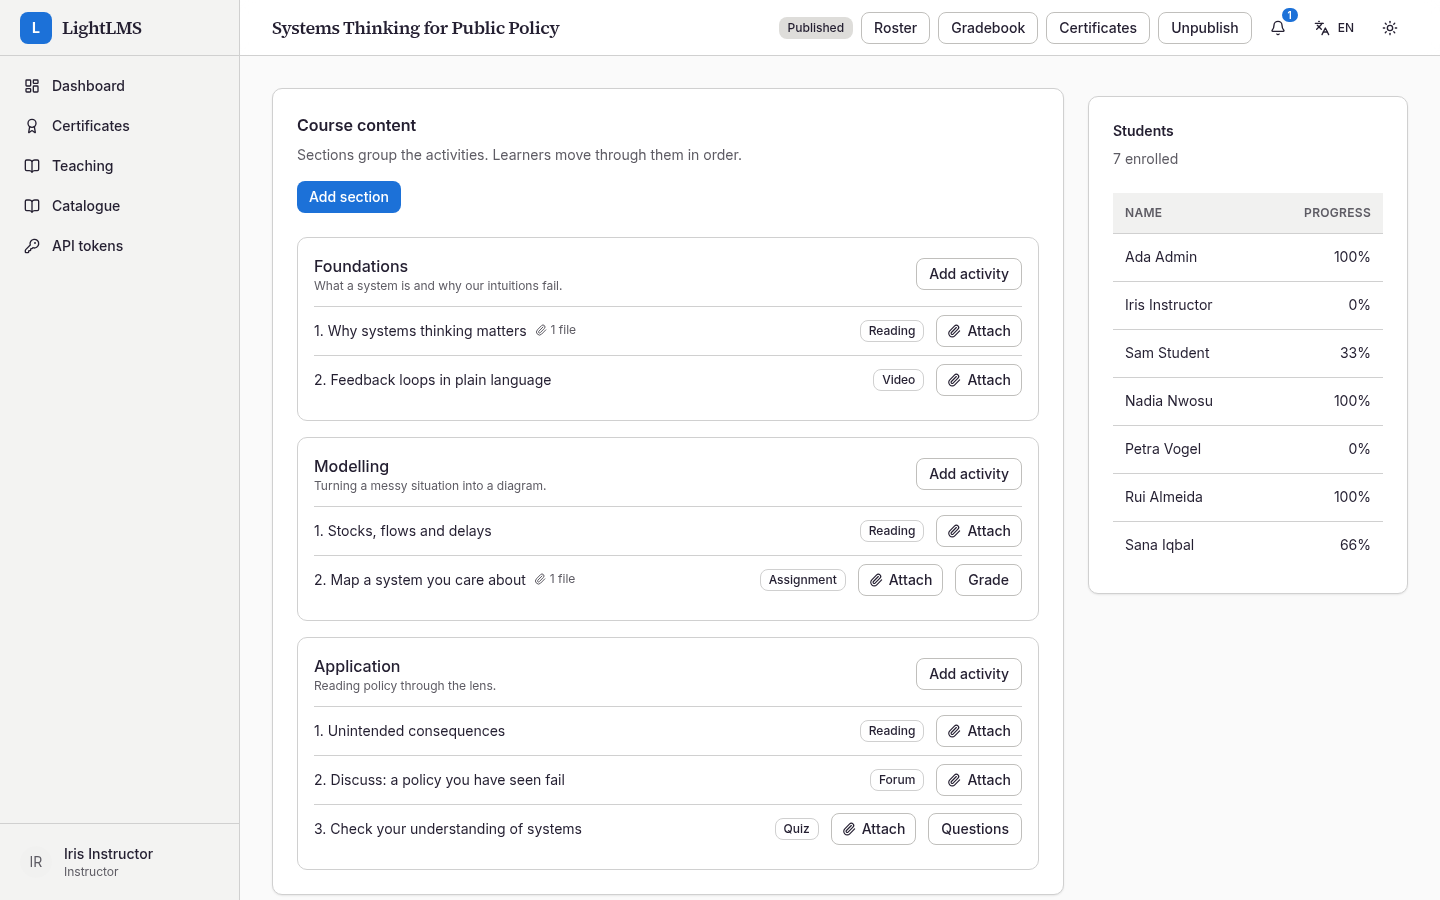 L LightLMS
Dashboard
Certificates
Teaching
Catalogue
API tokens
IR
Iris Instructor
Instructor
Systems Thinking for Public Policy
Published Roster Gradebook Certificates Unpublish 1 EN
Course content
Sections group the activities. Learners move through them in order.
Add section
Foundations
What a system is and why our intuitions fail.
Add activity
1. Why systems thinking matters 1 file Reading Attach
2. Feedback loops in plain language Video Attach
Modelling
Turning a messy situation into a diagram.
Add activity
1. Stocks, flows and delays Reading Attach
2. Map a system you care about 1 file Assignment Attach Grade
Application
Reading policy through the lens.
Add activity
1. Unintended consequences Reading Attach
2. Discuss: a policy you have seen fail Forum Attach
3. Check your understanding of systems Quiz Attach Questions
Students
7 enrolled
NAME PROGRESS
Ada Admin 100%
Iris Instructor 0%
Sam Student 33%
Nadia Nwosu 100%
Petra Vogel 0%
Rui Almeida 100%
Sana Iqbal 66%